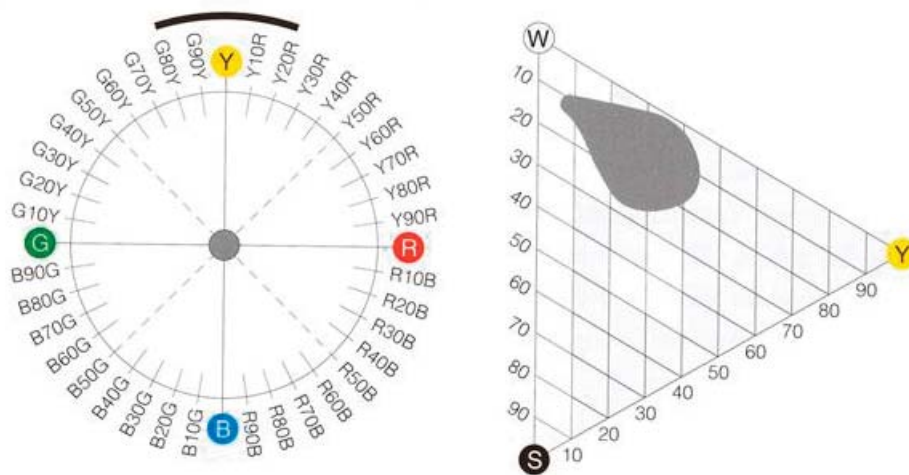 Y
Y10R
Y20R
Y30R
Y40R
Y50R
Y60R
Y70R
Y80R
Y90R
R
R10B
R20B
R30B
R40B
R50B
R60B
R70B
R80B
R90B
B
B10G
B20G
B30G
B40G
B50G
B60G
B70G
B80G
B90G
G
G10Y
G20Y
G30Y
G40Y
G50Y
G60Y
G70Y
G80Y
G90Y
W
10
20
30
40
50
60
70
80
90
S
10
20
30
40
50
60
70
80
90
Y